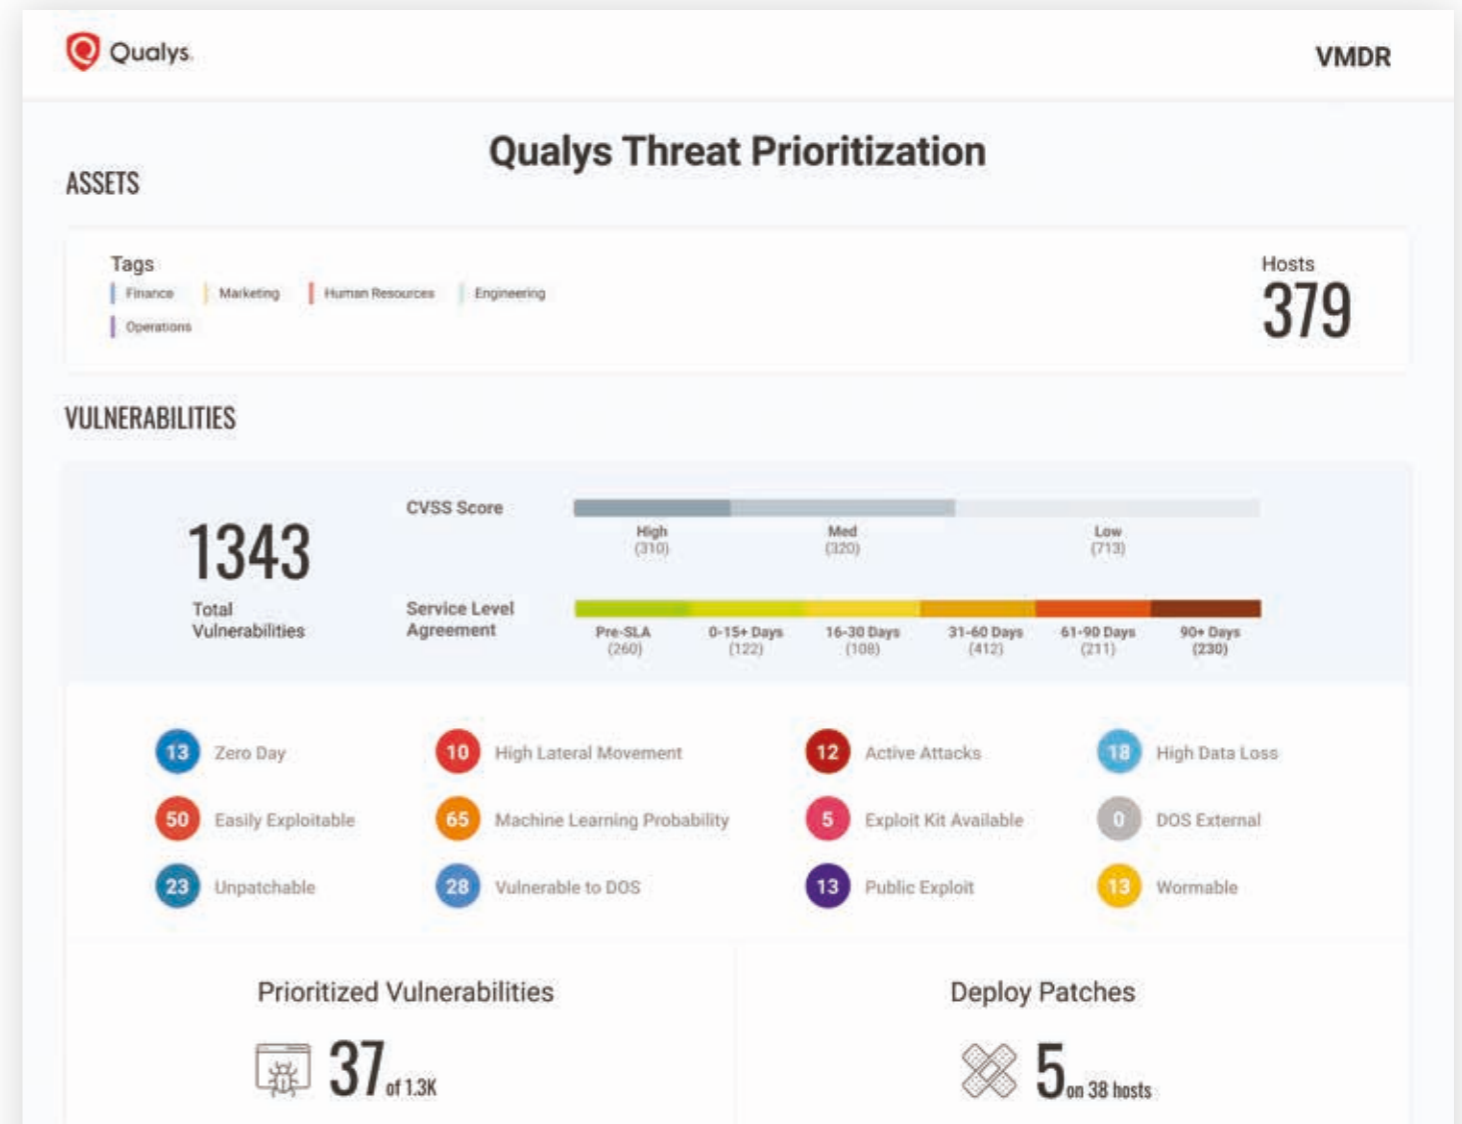 Qualys.
VMDR
Qualys Threat Prioritization
ASSETS
Tags
Finance Marketing Human Resources Engineering
Operations
Hosts
379
VULNERABILITIES
1343
Total
Vulnerabilities
CVSS Score
High Med Low
(310) (320) (713)
Service Level
Agreement
Pre-SLA 0-15+ Days 16-30 Days 31-60 Days 61-90 Days 90+ Days
(260) (122) (108) (412) (211) (230)
13 Zero Day 10 High Lateral Movement 12 Active Attacks 18 High Data Loss
50 Easily Exploitable 65 Machine Learning Probability 5 Exploit Kit Available 0 DOS External
23 Unpatchable 28 Vulnerable to DOS 13 Public Exploit 13 Wormable
Prioritized Vulnerabilities
37 of 1.3K
Deploy Patches
5 on 38 hosts